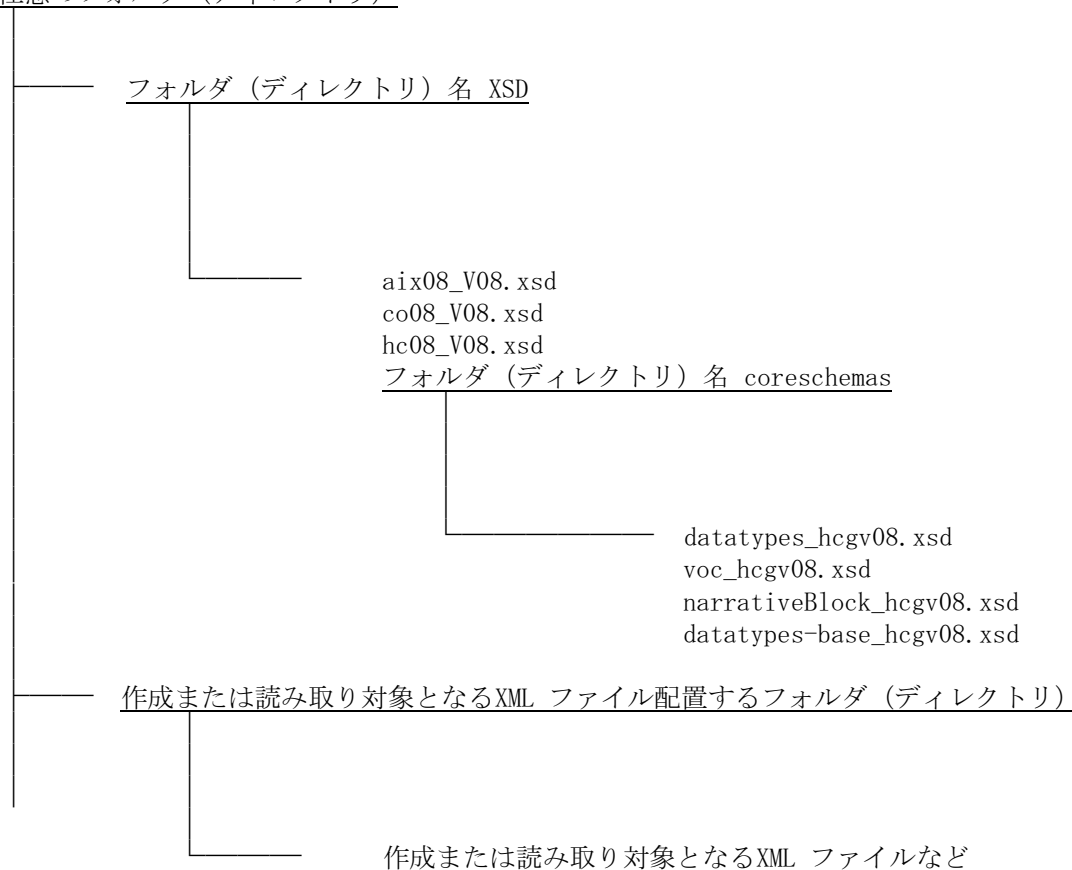 フォルダ (ディレクトリ) 名 XSD
aix08_V08.xsd
co08_V08.xsd
hc08_V08.xsd
フォルダ (ディレクトリ) 名 coreschemas
datatypes_hcgv08.xsd
voc_hcgv08.xsd
narrativeBlock_hcgv08.xsd
datatypes-base_hcgv08.xsd
作成または読み取り対象となるXML ファイル配置するフォルダ (ディレクトリ)
作成または読み取り対象となるXML ファイルなど